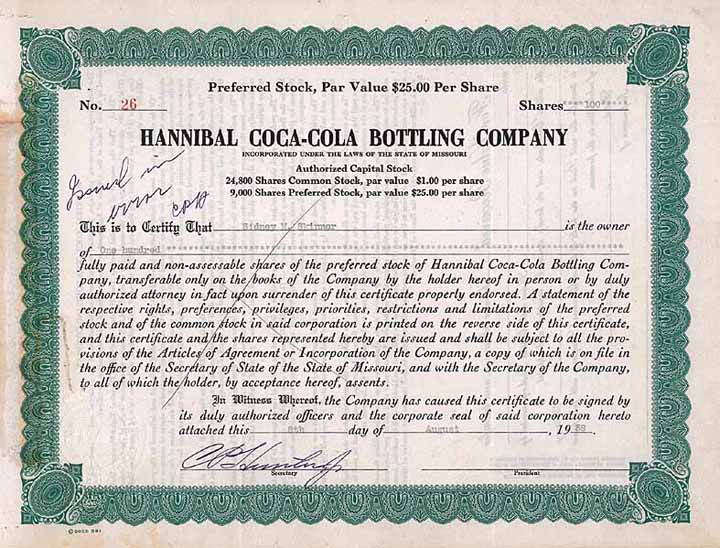 Preferred Stock, Par Value $25.00 Per Share
No. 26 Shares ***100***
HANNIBAL COCA-COLA BOTTLING COMPANY
INCORPORATED UNDER THE LAWS OF THE STATE OF MISSOURI
Authorized Capital Stock
24,800 Shares Common Stock, par value $1.00 per share
9,000 Shares Preferred Stock, par value $25.00 per share
Issued in
error
This is to Certify That Sidney M. Skinner is the owner
of One hundred
fully paid and non-assessable shares of the preferred stock of Hannibal Coca-Cola Bottling Com-
pany, transferable only on the books of the Company by the holder hereof in person or by duly
authorized attorney in fact upon surrender of this certificate properly endorsed. A statement of the
respective rights, preferences, privileges, priorities, restrictions and limitations of the preferred
stock and of the common stock in said corporation is printed on the reverse side of this certificate,
and this certificate and the shares represented hereby are issued and shall be subject to all the pro-
visions of the Articles of Agreement or Incorporation of the Company, a copy of which is on file in
the office of the Secretary of State of the State of Missouri, and with the Secretary of the Company,
to all of which the holder, by acceptance hereof, assents.
In Witness Whereof, the Company has caused this certificate to be signed by
its duly authorized officers and the corporate seal of said corporation hereto
attached this 8th day of August, 1938.
Secretary President